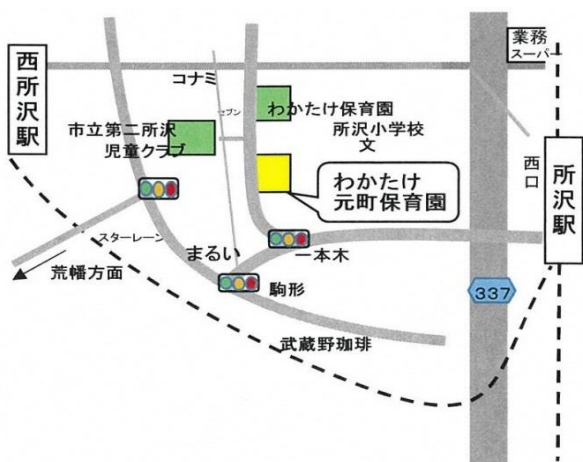 業務
スーパー
西所沢駅
コナミ
セブン
わかたけ保育園
市立第二所沢
児童クラブ
所沢小学校
文
わかたけ
元町保育園
西口
所沢駅
スターレーン
まるい
一本木
荒幡方面
駒形
337
武蔵野珈琲